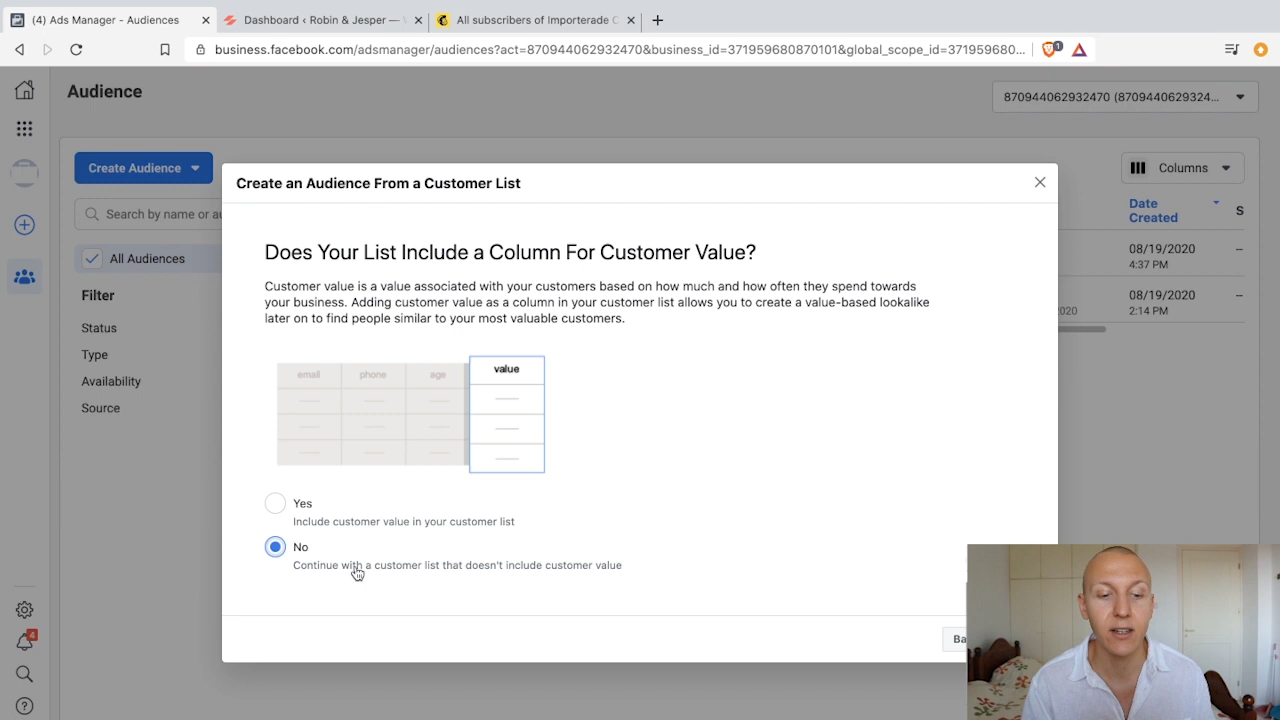 (4) Ads Manager - Audiences
Dashboard ‹ Robin & Jesper —
All subscribers of Importerade
business.facebook.com/adsmanager/audiences?act=870944062932470&business_id=371959680870101&global_scope_id=371959680...
1
Audience
870944062932470 (8709440629324...
Create Audience
Columns
Search by name or au
Date
Created
S
All Audiences
08/19/2020
4:37 PM
--
Filter
08/19/2020
2:14 PM
--
2020
Status
Type
Availability
Source
4
Create an Audience From a Customer List
Does Your List Include a Column For Customer Value?
Customer value is a value associated with your customers based on how much and how often they spend towards
your business. Adding customer value as a column in your customer list allows you to create a value-based lookalike
later on to find people similar to your most valuable customers.
email phone age value
Yes
Include customer value in your customer list
No
Continue with a customer list that doesn't include customer value
Ba